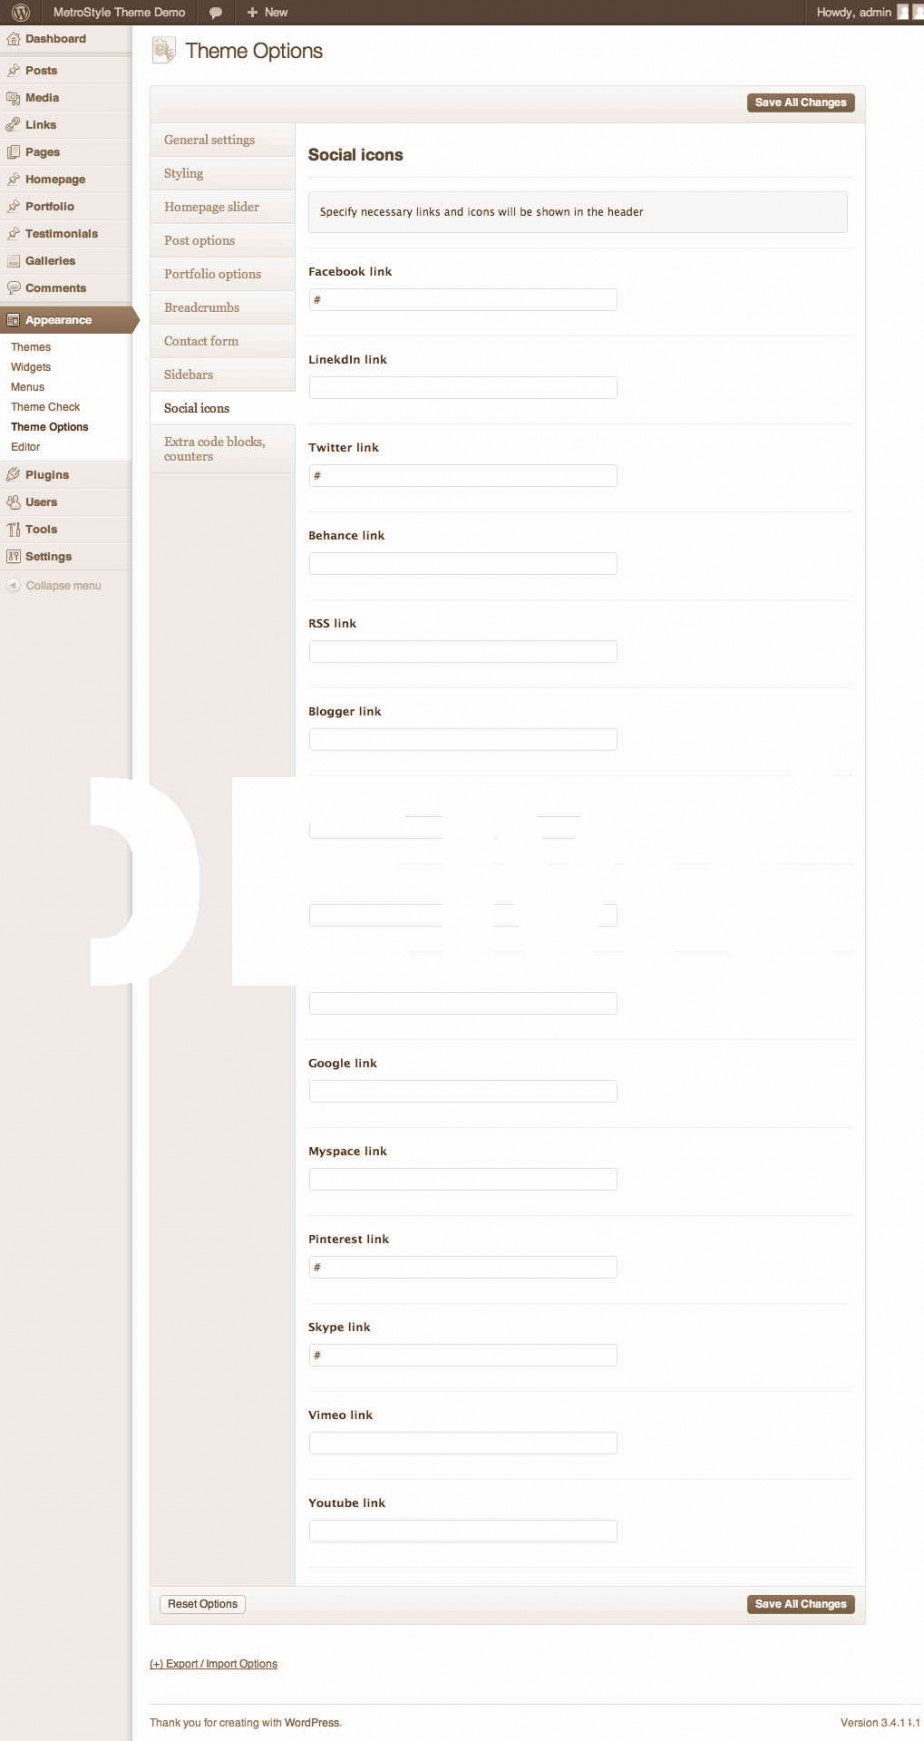 MetroStyle Theme Demo
+ New
Howdy, admin
Dashboard
Posts
Media
Links
Pages
Homepage
Portfolio
Testimonials
Galleries
Comments
Appearance
Themes
Widgets
Menus
Theme Check
Theme Options
Editor
Plugins
Users
Tools
Settings
Collapse menu
Theme Options
Save All Changes
General settings
Styling
Homepage slider
Post options
Portfolio options
Breadcrumbs
Contact form
Sidebars
Social icons
Extra code blocks,
counters
Social icons
Specify necessary links and icons will be shown in the header
Facebook link
#
LinekdIn link
Twitter link
#
Behance link
RSS link
Blogger link
Google link
Myspace link
Pinterest link
#
Skype link
#
Vimeo link
Youtube link
Reset Options
Save All Changes
(+) Export / Import Options
Thank you for creating with WordPress.
Version 3.4.1